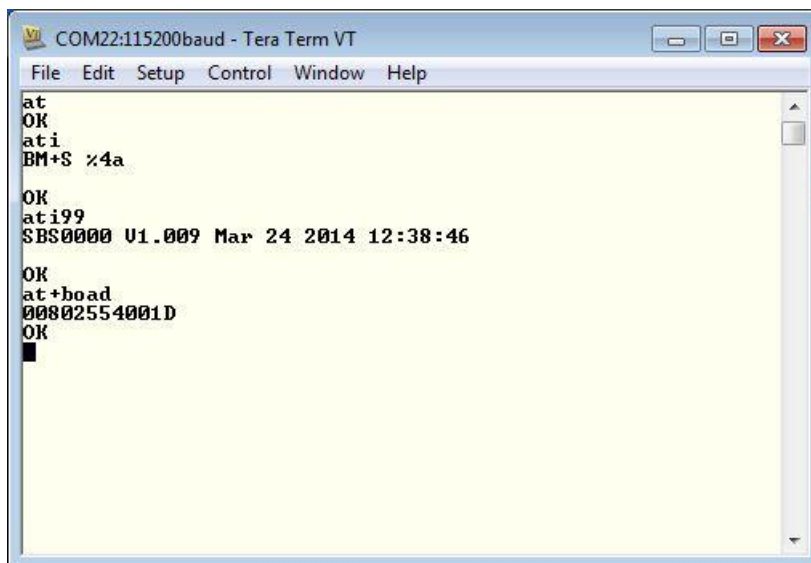 COM22:115200baud - Tera Term VT
File Edit Setup Control Window Help
at
OK
ati
BM+S %4a
OK
ati99
SBS0000 V1.009 Mar 24 2014 12:38:46
OK
at+boad
00802554001D
OK